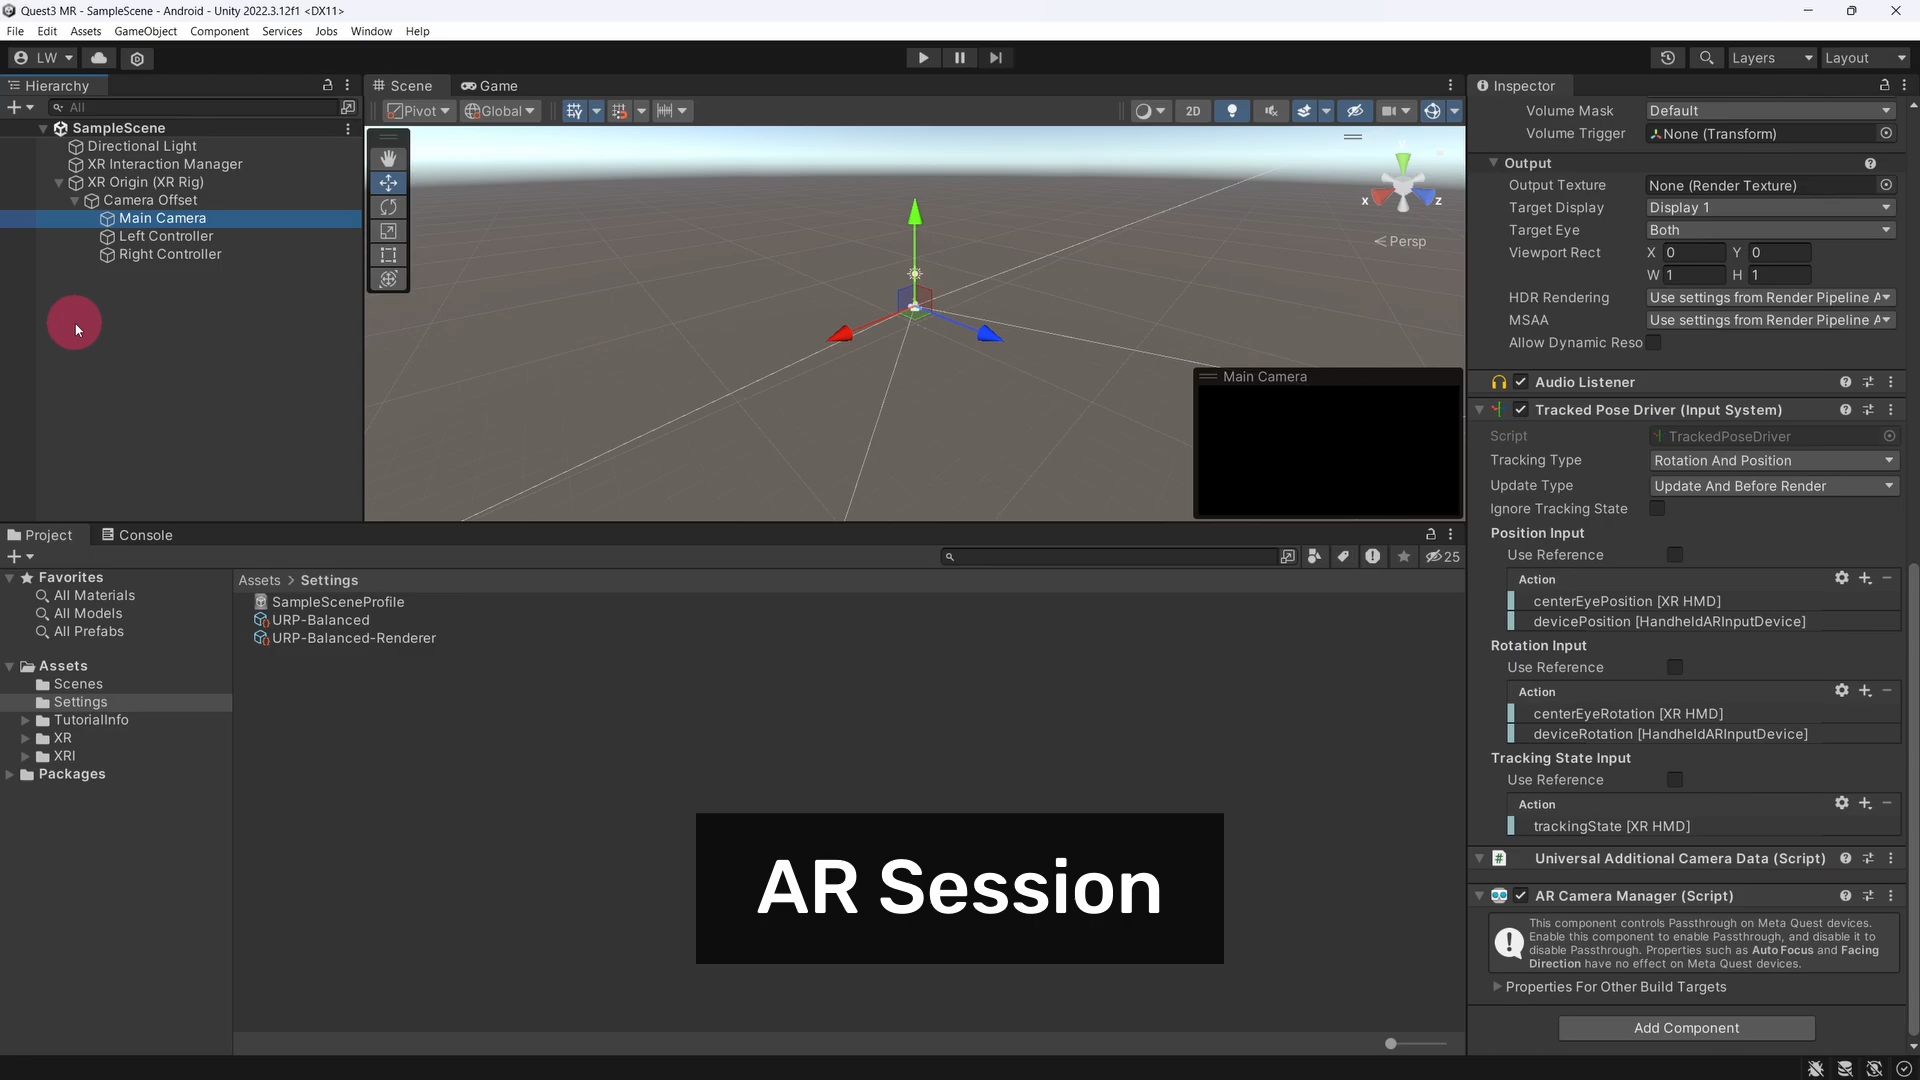 Quest3 MR - SampleScene - Android - Unity 2022.3.12f1 <DX11>
File Edit Assets GameObject Component Services Jobs Window Help
LW Layers Layout
Hierarchy
All
SampleScene
Directional Light
XR Interaction Manager
XR Origin (XR Rig)
Camera Offset
Main Camera
Left Controller
Right Controller
Scene Game
Pivot Global 2D
x z
Persp
Main Camera
Project Console
25
Favorites
All Materials
All Models
All Prefabs
Assets
Scenes
Settings
TutorialInfo
XR
XRI
Packages
Assets > Settings
SampleSceneProfile
URP-Balanced
URP-Balanced-Renderer
AR Session
Inspector
Volume Mask Default
Volume Trigger None (Transform)
Output
Output Texture None (Render Texture)
Target Display Display 1
Target Eye Both
Viewport Rect X 0 Y 0
W 1 H 1
HDR Rendering Use settings from Render Pipeline A
MSAA Use settings from Render Pipeline A
Allow Dynamic Reso
Audio Listener
Tracked Pose Driver (Input System)
Script TrackedPoseDriver
Tracking Type Rotation And Position
Update Type Update And Before Render
Ignore Tracking State
Position Input
Use Reference
Action
centerEyePosition [XR HMD]
devicePosition [HandheldARInputDevice]
Rotation Input
Use Reference
Action
centerEyeRotation [XR HMD]
deviceRotation [HandheldARInputDevice]
Tracking State Input
Use Reference
Action
trackingState [XR HMD]
Universal Additional Camera Data (Script)
AR Camera Manager (Script)
This component controls Passthrough on Meta Quest devices.
Enable this component to enable Passthrough, and disable it to
disable Passthrough. Properties such as Auto Focus and Facing
Direction have no effect on Meta Quest devices.
Properties For Other Build Targets
Add Component